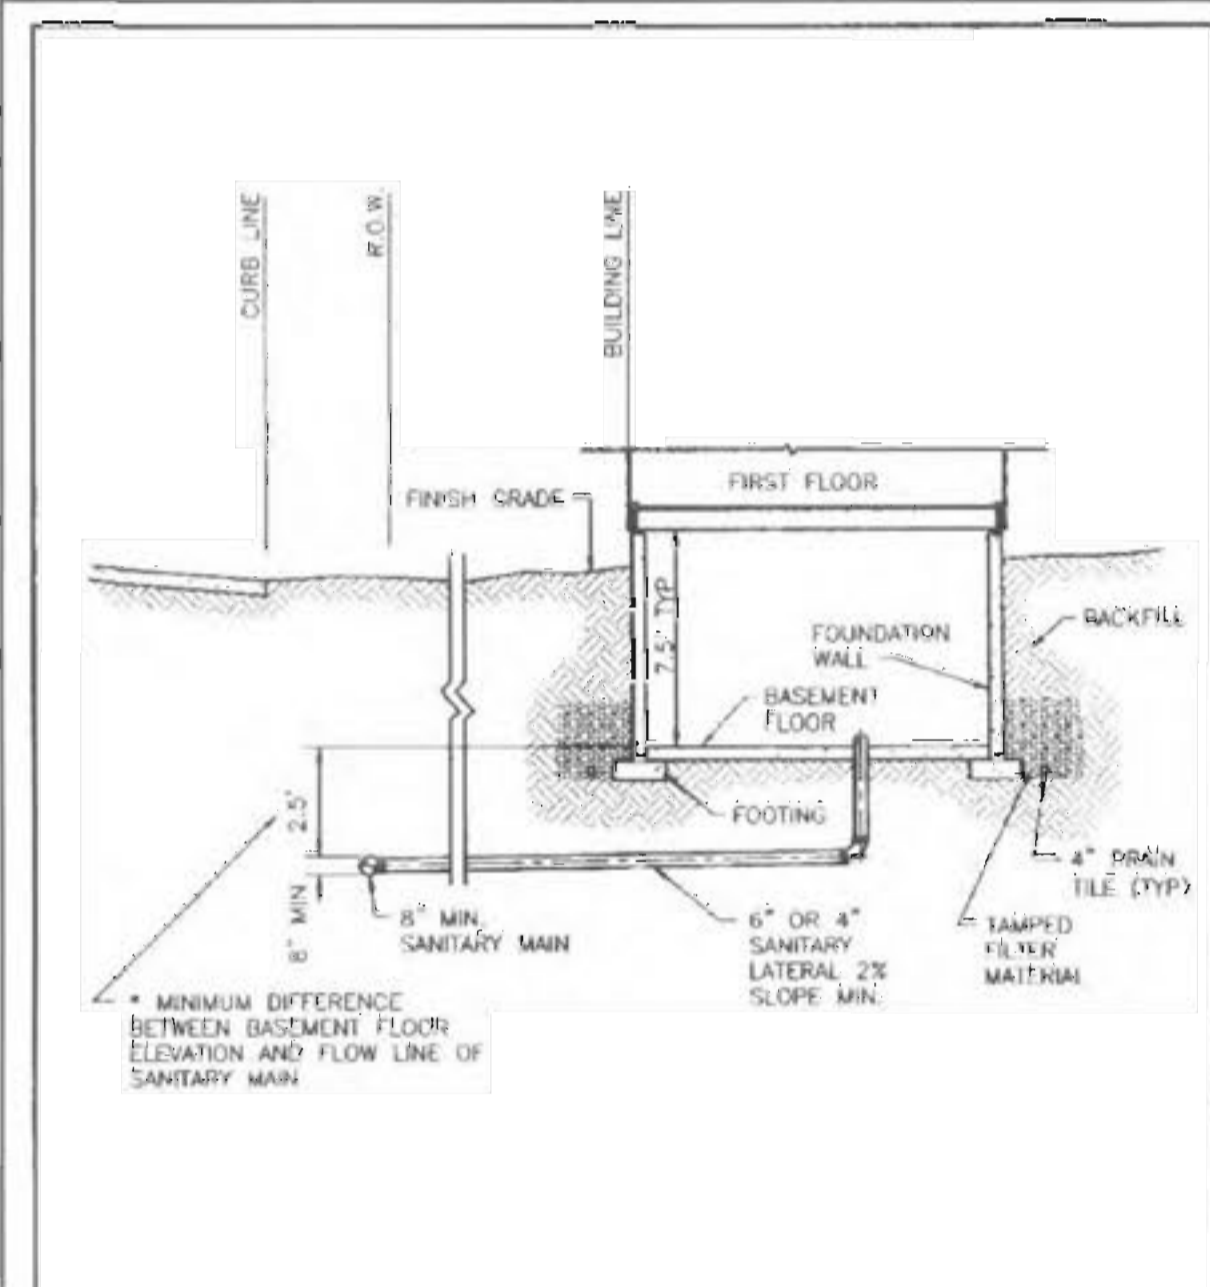 CURB LINE
R.O.W.
BUILDING LINE
FIRST FLOOR
FINISH GRADE
7.5' TYP
BACKFILL
FOUNDATION
WALL
BASEMENT
FLOOR
2.5'
FOOTING
8" MIN
8" MIN.
SANITARY MAIN
6" OR 4"
SANITARY
LATERAL 2%
SLOPE MIN.
4" DRAIN
TILE (TYP)
TAMPED
FILTER
MATERIAL
* MINIMUM DIFFERENCE
BETWEEN BASEMENT FLOOR
ELEVATION AND FLOW LINE OF
SANITARY MAIN